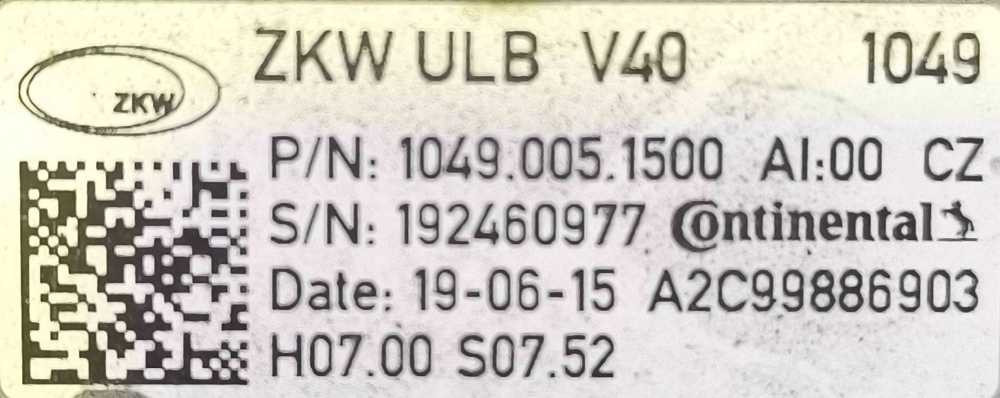 ZKW ULB V40 1049
ZKW
P/N: 1049.005.1500 AI:00 CZ
S/N: 192460977 Continental
Date: 19-06-15 A2C99886903
H07.00 S07.52